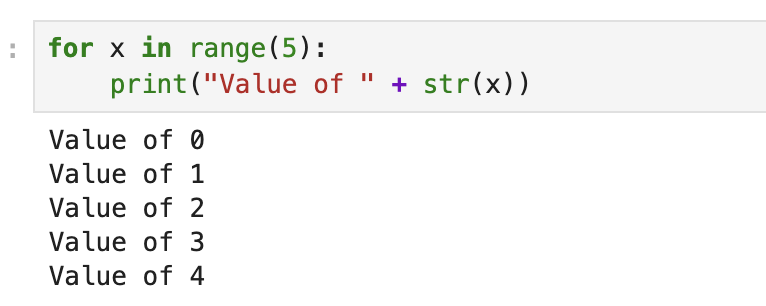 :
for x in range(5):
    print("Value of " + str(x))
Value of 0
Value of 1
Value of 2
Value of 3
Value of 4